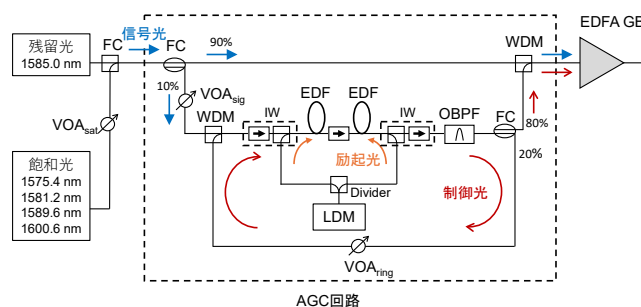 残留光
1585.0 nm
FC
信号光
FC
90%
WDM
EDFA GE
10%
VOAsig
VOAsat
飽和光
1575.4 nm
1581.2 nm
1589.6 nm
1600.6 nm
WDM
IW
EDF
EDF
IW
OBPF
FC
80%
20%
励起光
Divider
LDM
制御光
VOAring
AGC回路